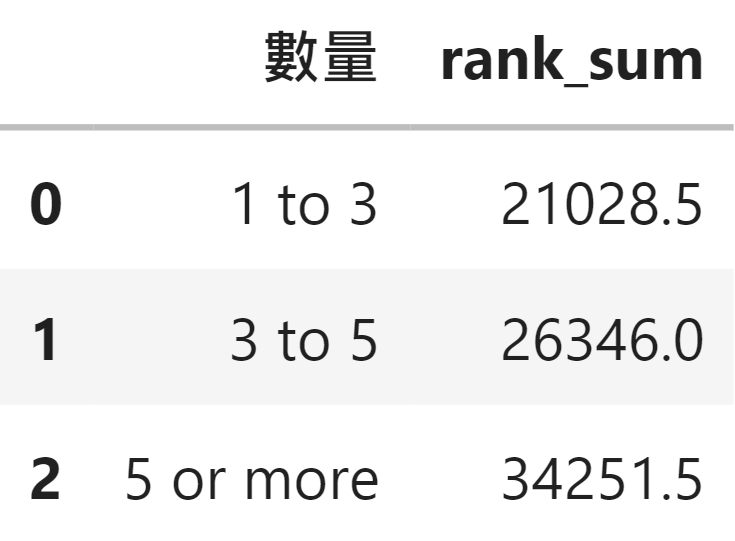 數量 rank_sum
0 1 to 3 21028.5
1 3 to 5 26346.0
2 5 or more 34251.5